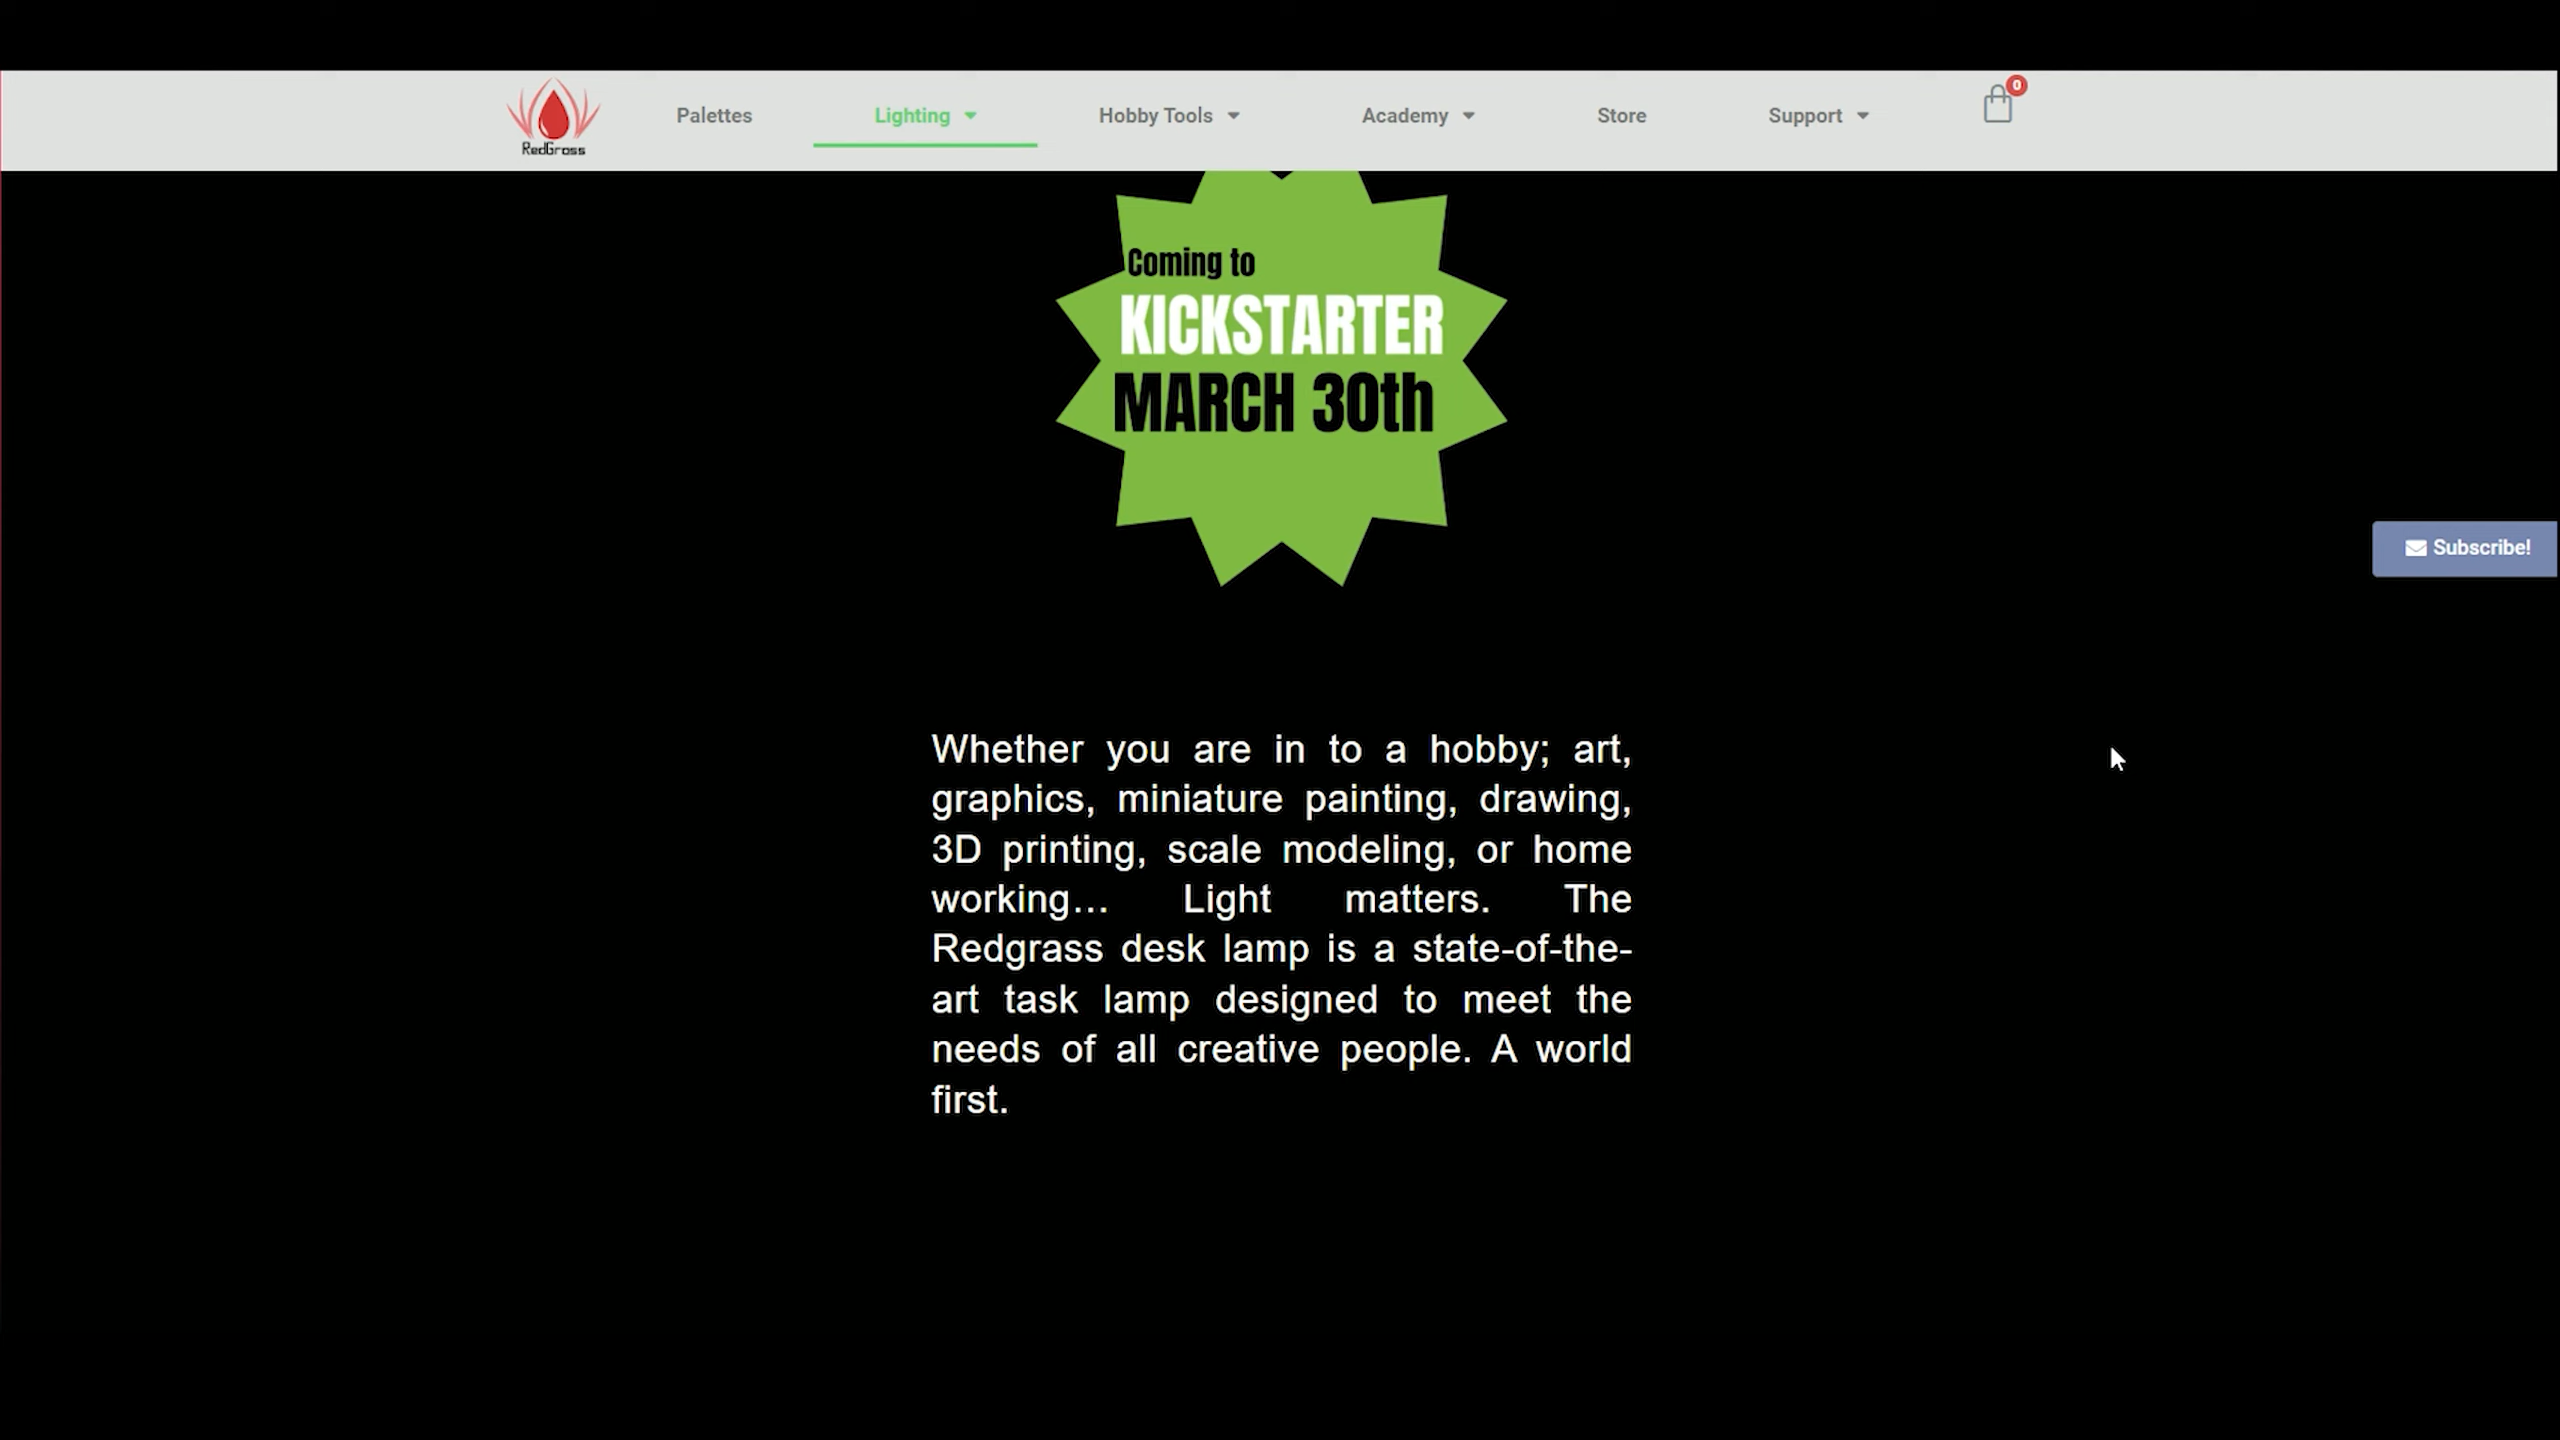 RedGrass
Palettes
Lighting
Hobby Tools
Academy
Store
Support
0
Coming to
KICKSTARTER
MARCH 30th
Subscribe!
Whether you are in to a hobby; art,
graphics, miniature painting, drawing,
3D printing, scale modeling, or home
working… Light matters. The
Redgrass desk lamp is a state-of-the-
art task lamp designed to meet the
needs of all creative people. A world
first.